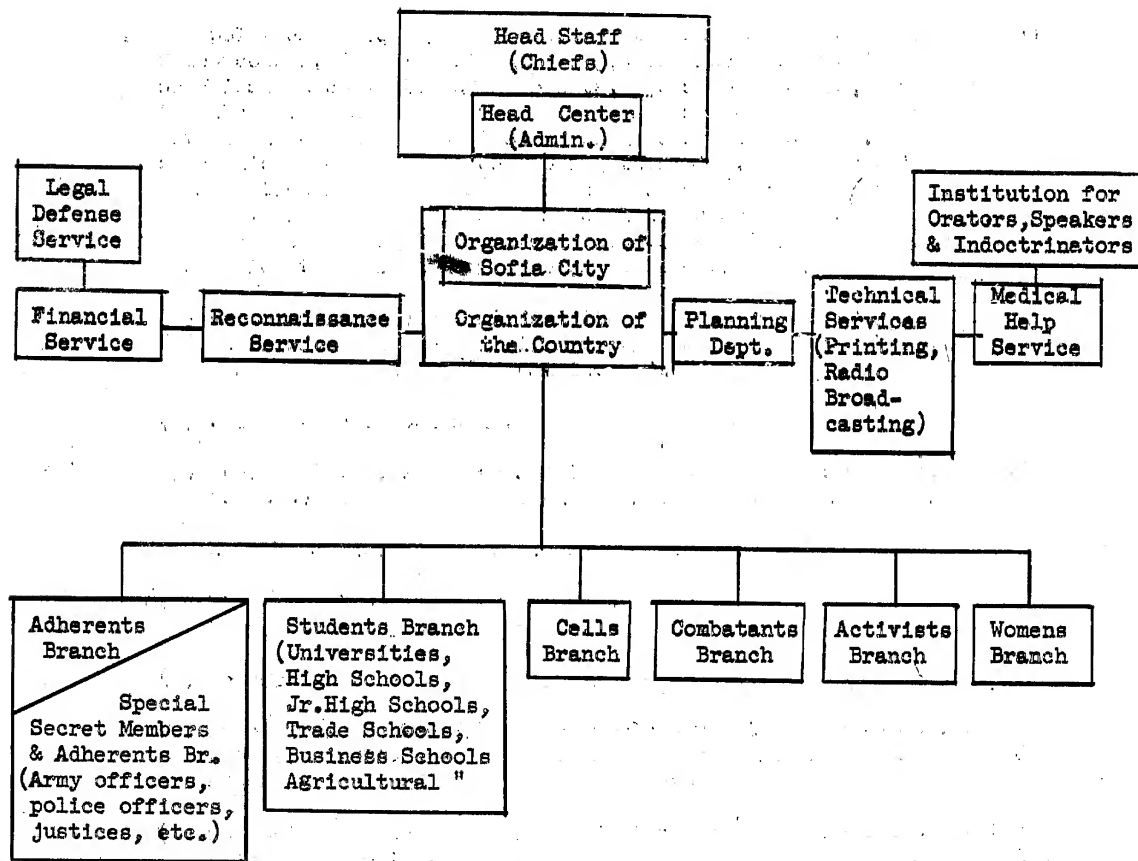 Head Staff
(Chiefs)
Head Center
(Admin.)
Legal
Defense
Service
Institution for
Orators, Speakers
& Indoctrinators
Organization of
Sofia City
Organization of
the Country
Financial
Service
Reconnaissance
Service
Planning
Dept.
Technical
Services
(Printing,
Radio
Broad-
casting)
Medical
Help
Service
Adherents
Branch
Special
Secret Members
& Adherents Br.
(Army officers,
police officers,
justices, etc.)
Students Branch
(Universities,
High Schools,
Jr.High Schools,
Trade Schools,
Business Schools
Agricultural "
Cells
Branch
Combatants
Branch
Activists
Branch
Womens
Branch